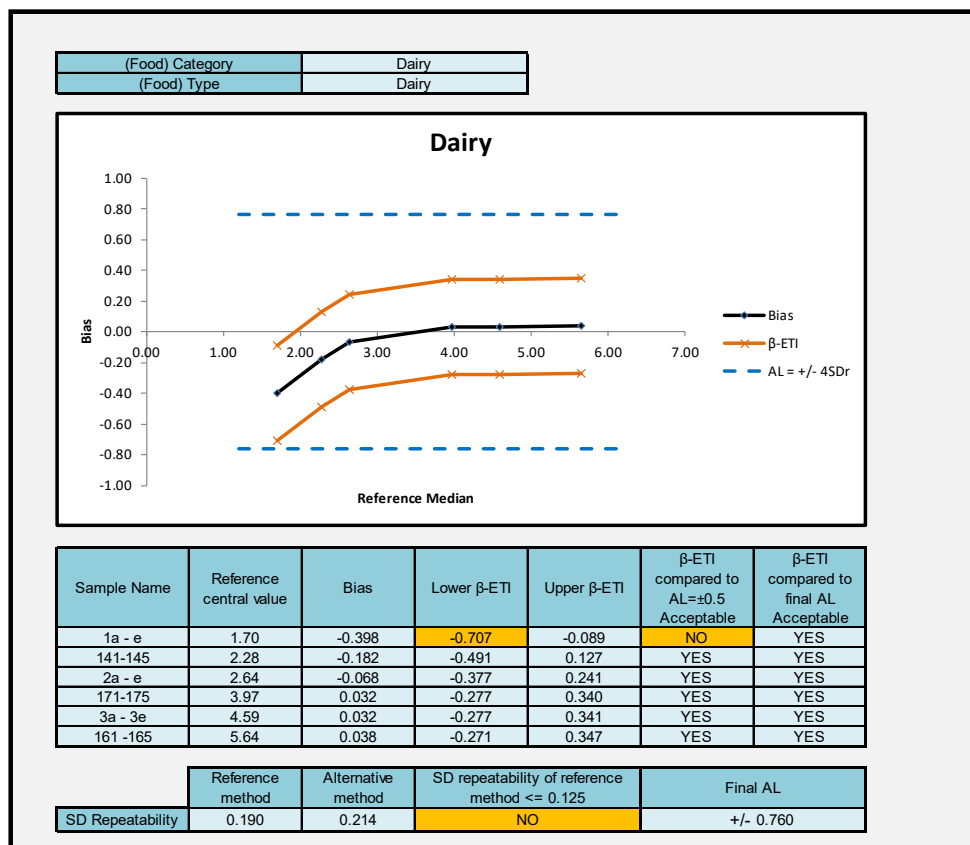 (Food) Category Dairy
(Food) Type Dairy
Dairy
1.00
0.80
0.60
0.40
0.20
0.00
-0.20
-0.40
-0.60
-0.80
-1.00
0.00 1.00 2.00 3.00 4.00 5.00 6.00 7.00
Bias
Reference Median
Bias
β-ETI
AL = +/- 4SDr
Sample Name Reference central value Bias Lower β-ETI Upper β-ETI β-ETI compared to AL=±0.5 Acceptable β-ETI compared to final AL Acceptable
1a - e 1.70 -0.398 -0.707 -0.089 NO YES
141-145 2.28 -0.182 -0.491 0.127 YES YES
2a - e 2.64 -0.068 -0.377 0.241 YES YES
171-175 3.97 0.032 -0.277 0.340 YES YES
3a - 3e 4.59 0.032 -0.277 0.341 YES YES
161 -165 5.64 0.038 -0.271 0.347 YES YES
Reference method Alternative method SD repeatability of reference method <= 0.125 Final AL
SD Repeatability 0.190 0.214 NO +/- 0.760